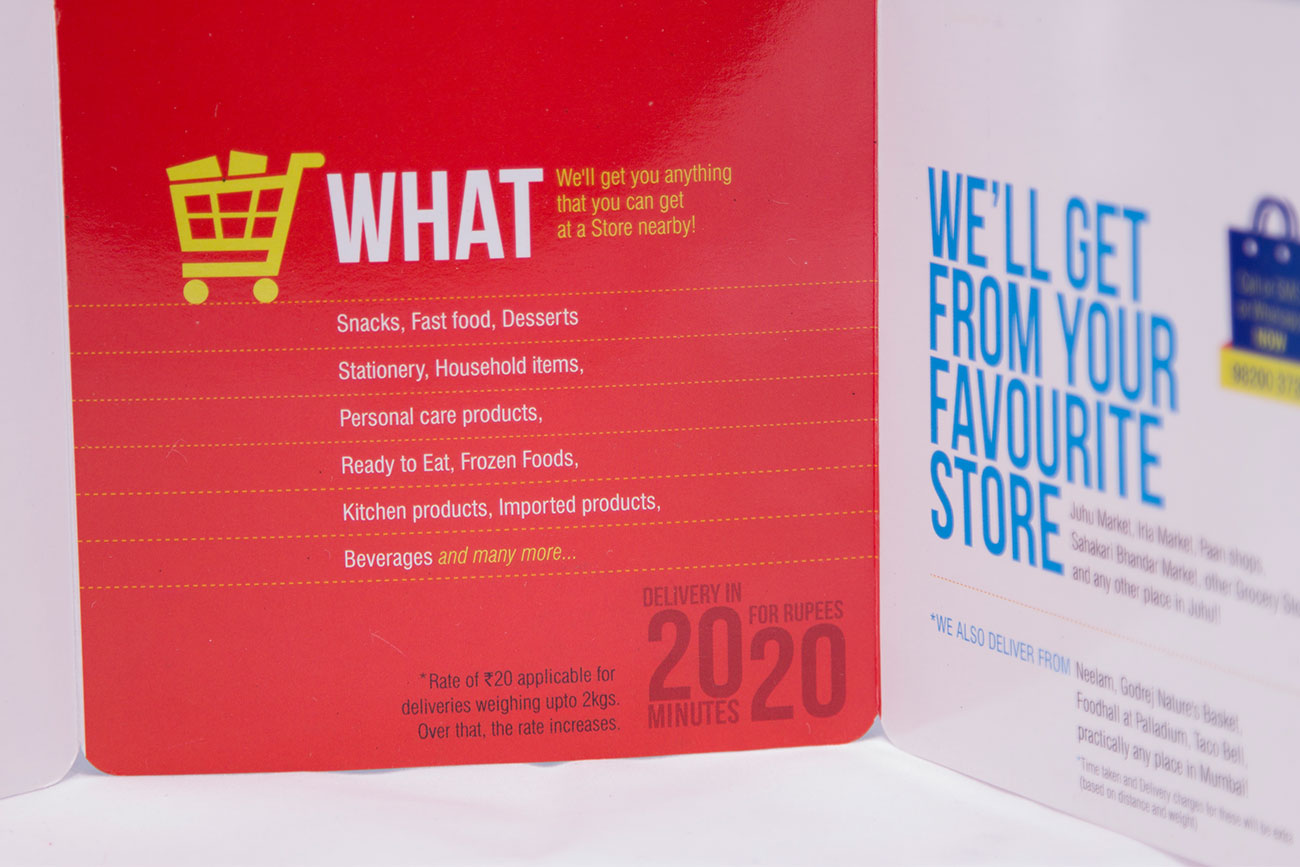 WHAT
We'll get you anything
that you can get
at a Store nearby!
Snacks, Fast food, Desserts
Stationery, Household items,
Personal care products,
Ready to Eat, Frozen Foods,
Kitchen products, Imported products,
Beverages and many more...
DELIVERY IN
20
MINUTES
FOR RUPEES
20
*Rate of ₹20 applicable for
deliveries weighing upto 2kgs.
Over that, the rate increases.
WE'LL GET
FROM YOUR
FAVOURITE
STORE
Juhu Market, Irla Market, Paan shops,
Sahakari Bhandar Market, other Grocery
and any other place in Juhu!!
*WE ALSO DELIVER FROM
Neelam, Godrej Nature's Basket,
Foodhall at Palladium, Taco Bell,
practically any place in Mumbai
*Time taken and Delivery charges for these will be extra
(based on distance and weight)
NOW
98200